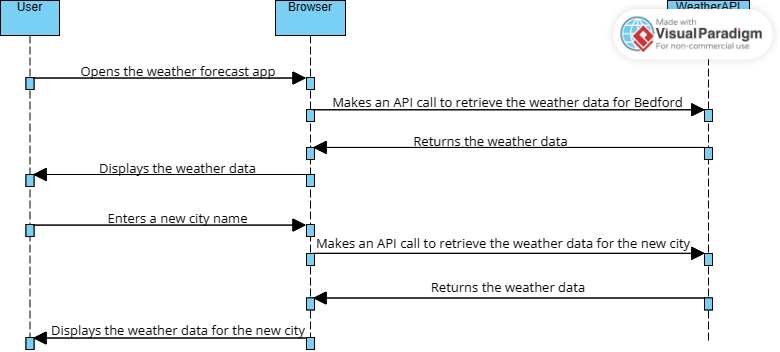 User
Browser
WeatherAPI
Made with
VisualParadigm
For non-commercial use
Opens the weather forecast app
Makes an API call to retrieve the weather data for Bedford
Returns the weather data
Displays the weather data
Enters a new city name
Makes an API call to retrieve the weather data for the new city
Returns the weather data
Displays the weather data for the new city